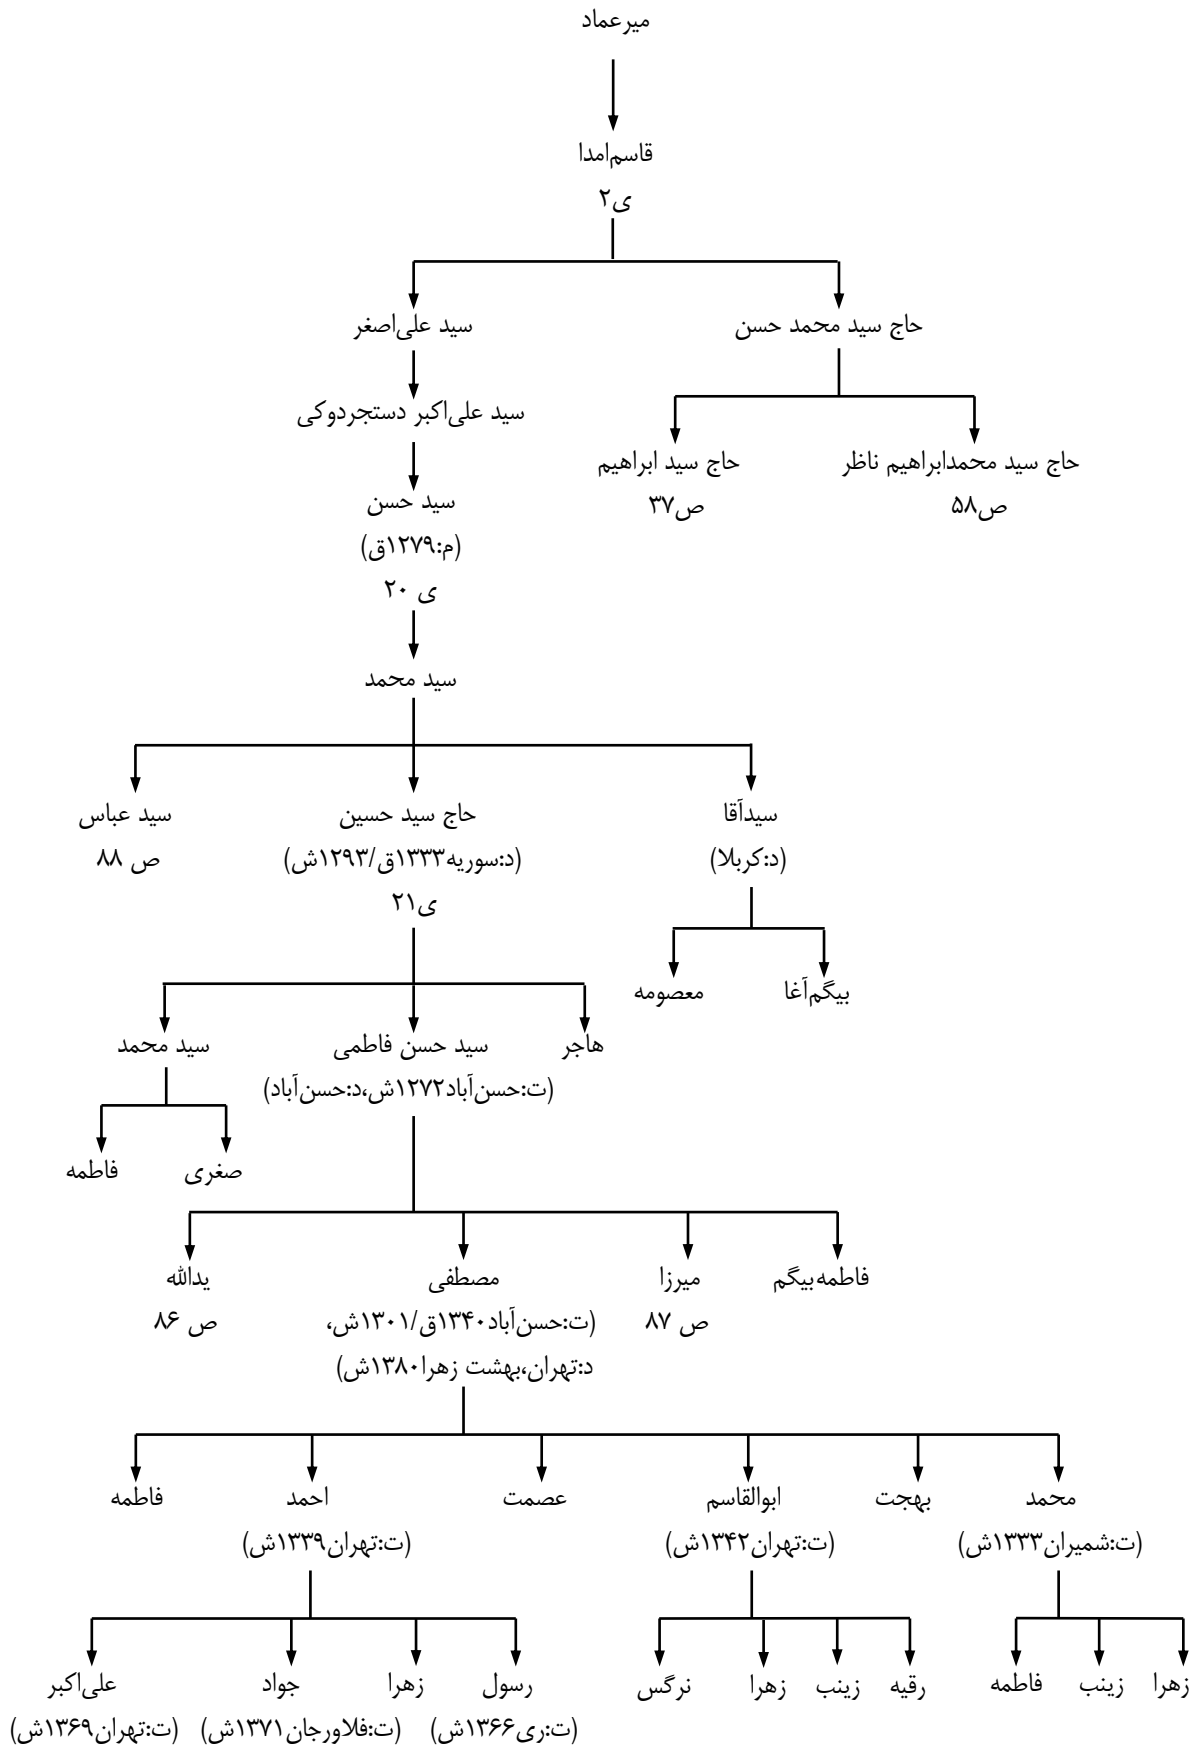 میرعماد
قاسم‌امدا
ی۲
حاج سید محمد حسن
سید علی‌اصغر
سید علی‌اکبر دستجردوکی
حاج سید محمدابراهیم ناظر
حاج سید ابراهیم
ص۵۸
ص۳۷
سید حسن
(م:۱۲۷۹ق)
ی ۲۰
سید محمد
سیدآقا
حاج سید حسین
سید عباس
(د:کربلا)
(د:سوریه۱۳۳۳ق/۱۲۹۳ش)
ص ۸۸
ی۲۱
بیگم‌آغا
معصومه
هاجر
سید حسن فاطمی
سید محمد
(ت:حسن‌آباد۱۲۷۲ش،د:حسن‌آباد)
صغری
فاطمه
فاطمه‌بیگم
میرزا
مصطفی
یدالله
ص ۸۷
(ت:حسن‌آباد۱۳۴۰ق/۱۳۰۱ش،
ص ۸۶
د:تهران،بهشت زهرا۱۳۸۰ش)
محمد
بهجت
ابوالقاسم
عصمت
احمد
فاطمه
(ت:شمیران۱۳۳۳ش)
(ت:تهران۱۳۴۲ش)
(ت:تهران۱۳۳۹ش)
زهرا
زینب
فاطمه
رقیه
زینب
زهرا
نرگس
رسول
زهرا
جواد
علی‌اکبر
(ت:ری۱۳۶۶ش)
(ت:فلاورجان۱۳۷۱ش)
(ت:تهران۱۳۶۹ش)